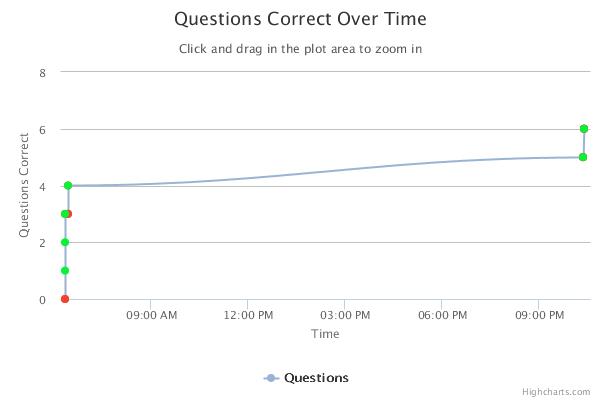 Questions Correct Over Time
Click and drag in the plot area to zoom in
8
6
4
2
0
Questions Correct
09:00 AM 12:00 PM 03:00 PM 06:00 PM 09:00 PM
Time
Questions
Highcharts.com